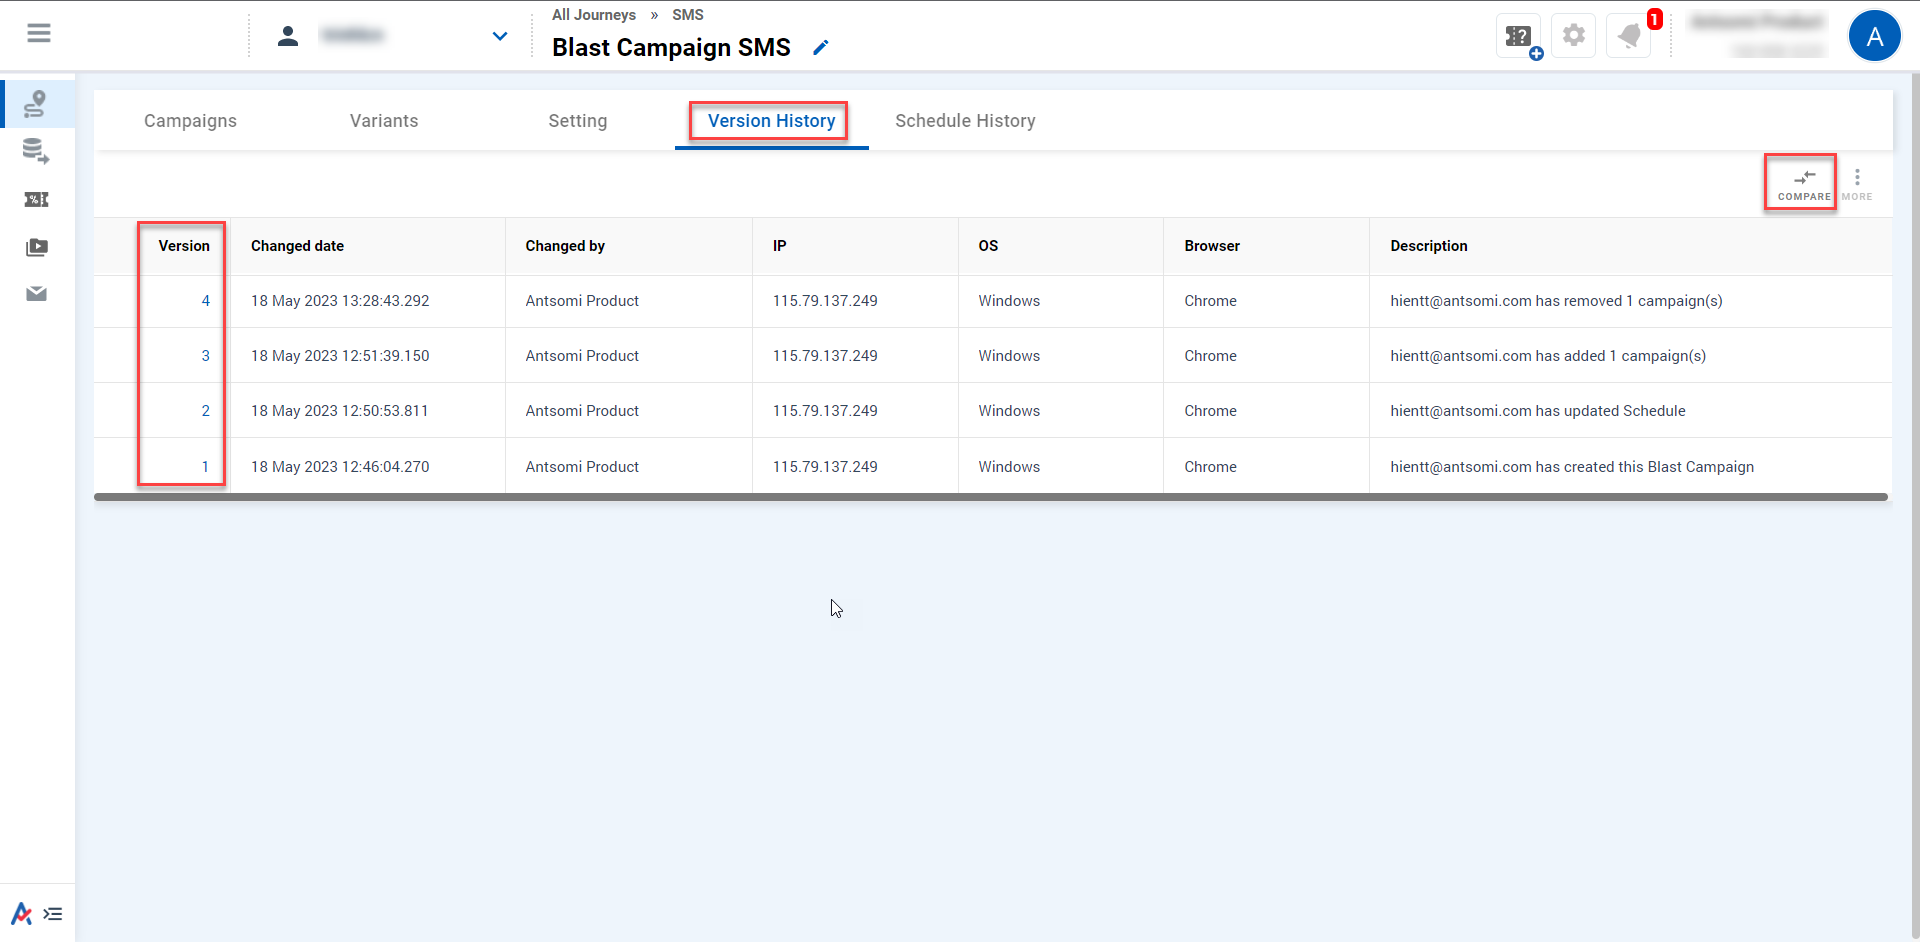 All Journeys » SMS
Blast Campaign SMS
1
A
Campaigns Variants Setting Version History Schedule History
COMPARE MORE
Version Changed date Changed by IP OS Browser Description
4 18 May 2023 13:28:43.292 Antsomi Product 115.79.137.249 Windows Chrome hientt@antsomi.com has removed 1 campaign(s)
3 18 May 2023 12:51:39.150 Antsomi Product 115.79.137.249 Windows Chrome hientt@antsomi.com has added 1 campaign(s)
2 18 May 2023 12:50:53.811 Antsomi Product 115.79.137.249 Windows Chrome hientt@antsomi.com has updated Schedule
1 18 May 2023 12:46:04.270 Antsomi Product 115.79.137.249 Windows Chrome hientt@antsomi.com has created this Blast Campaign